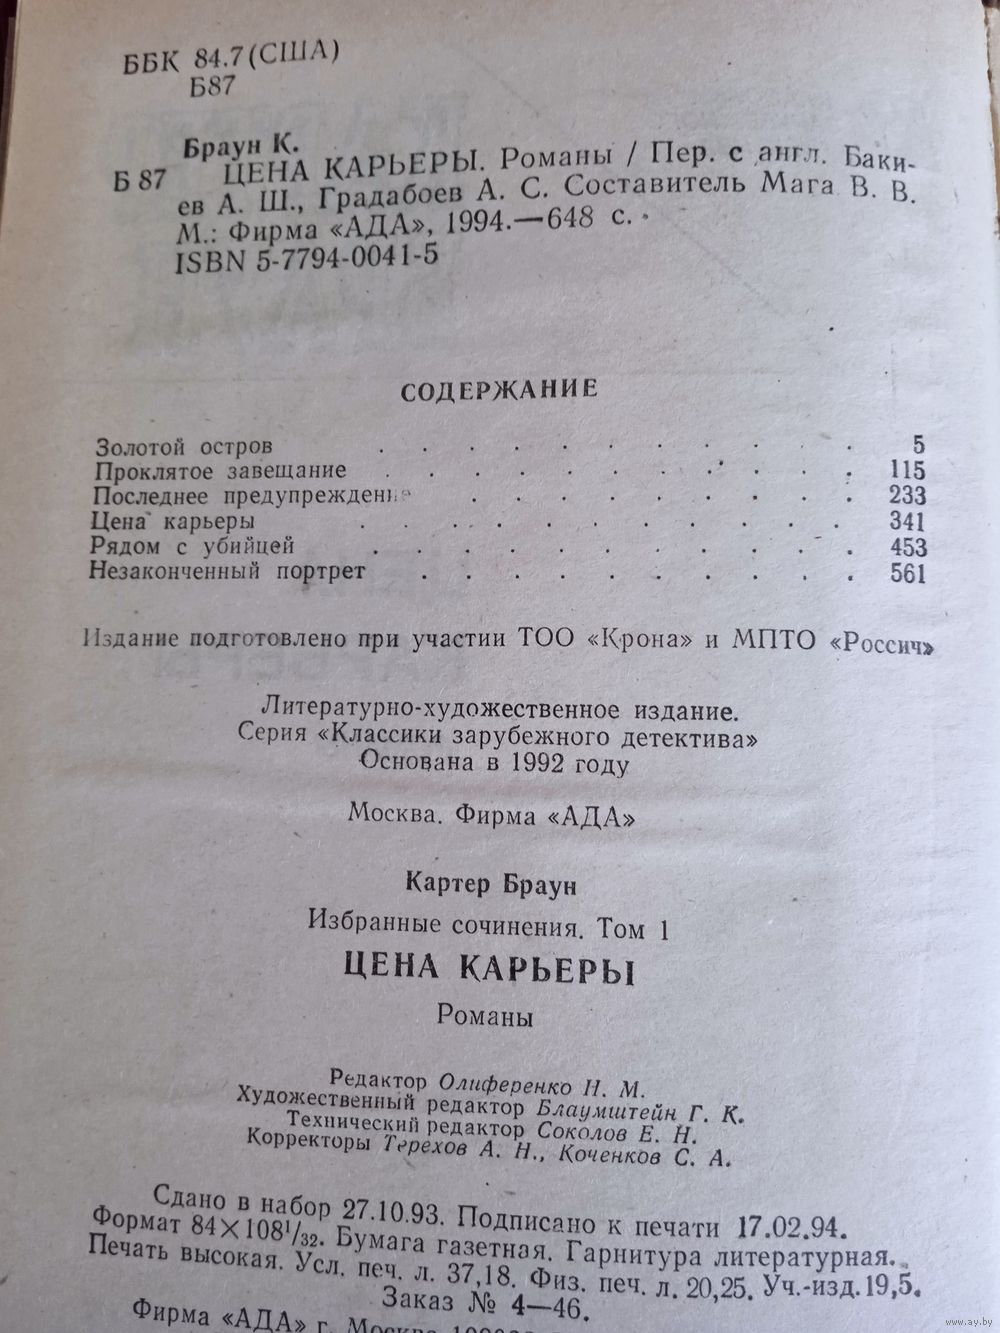 ББК 84.7(США)
Б87
Браун К.
Б 87 ЦЕНА КАРЬЕРЫ. Романы / Пер. с англ. Баки-
ев А. Ш., Градабоев А. С. Составитель Мага В. В.
М.: Фирма «АДА», 1994.—648 с.
ISBN 5-7794-0041-5
СОДЕРЖАНИЕ
Золотой остров . . . . . . . . . . . 5
Проклятое завещание . . . . . . . . . . . 115
Последнее предупреждение . . . . . . . . . 233
Цена карьеры . . . . . . . . . . . 341
Рядом с убийцей . . . . . . . . . . . 453
Незаконченный портрет . . . . . . . . . . 561
Издание подготовлено при участии ТОО «Крона» и МПТО «Россич»
Литературно-художественное издание.
Серия «Классики зарубежного детектива»
Основана в 1992 году
Москва. Фирма «АДА»
Картер Браун
Избранные сочинения. Том 1
ЦЕНА КАРЬЕРЫ
Романы
Редактор Олиференко Н. М.
Художественный редактор Блаумштейн Г. К.
Технический редактор Соколов Е. Н.
Корректоры Терехов А. Н., Коченков С. А.
Сдано в набор 27.10.93. Подписано к печати 17.02.94.
Формат 84×108¹/₃₂. Бумага газетная. Гарнитура литературная.
Печать высокая. Усл. печ. л. 37,18. Физ. печ. л. 20,25. Уч.-изд. 19,5.
Заказ № 4—46.
Фирма «АДА» г. Москва
www.ay.by